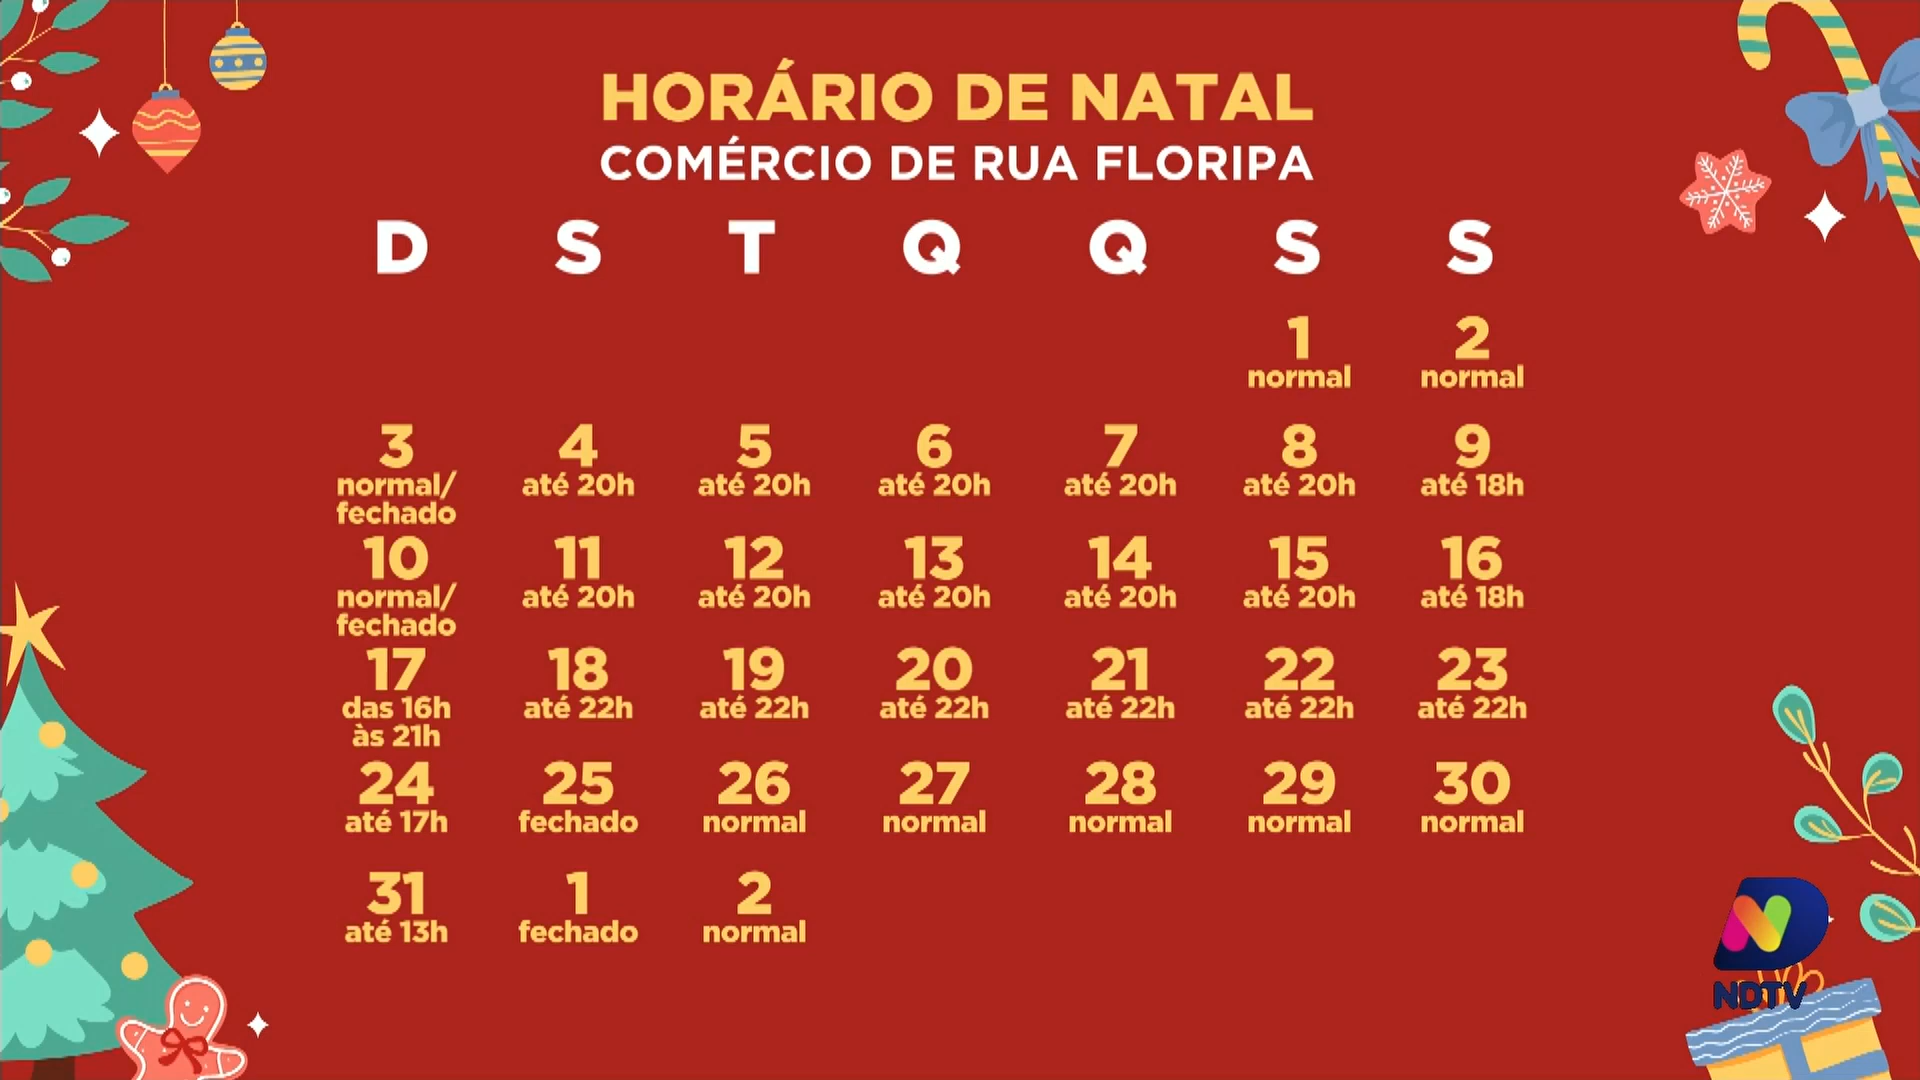 HORÁRIO DE NATAL
COMÉRCIO DE RUA FLORIPA
D S T Q Q S S
1 2
normal normal
3 4 5 6 7 8 9
normal/ até 20h até 20h até 20h até 20h até 20h até 18h
fechado
10 11 12 13 14 15 16
normal/ até 20h até 20h até 20h até 20h até 20h até 18h
fechado
17 18 19 20 21 22 23
das 16h até 22h até 22h até 22h até 22h até 22h até 22h
às 21h
24 25 26 27 28 29 30
até 17h fechado normal normal normal normal normal
31 1 2
até 13h fechado normal
NDTV